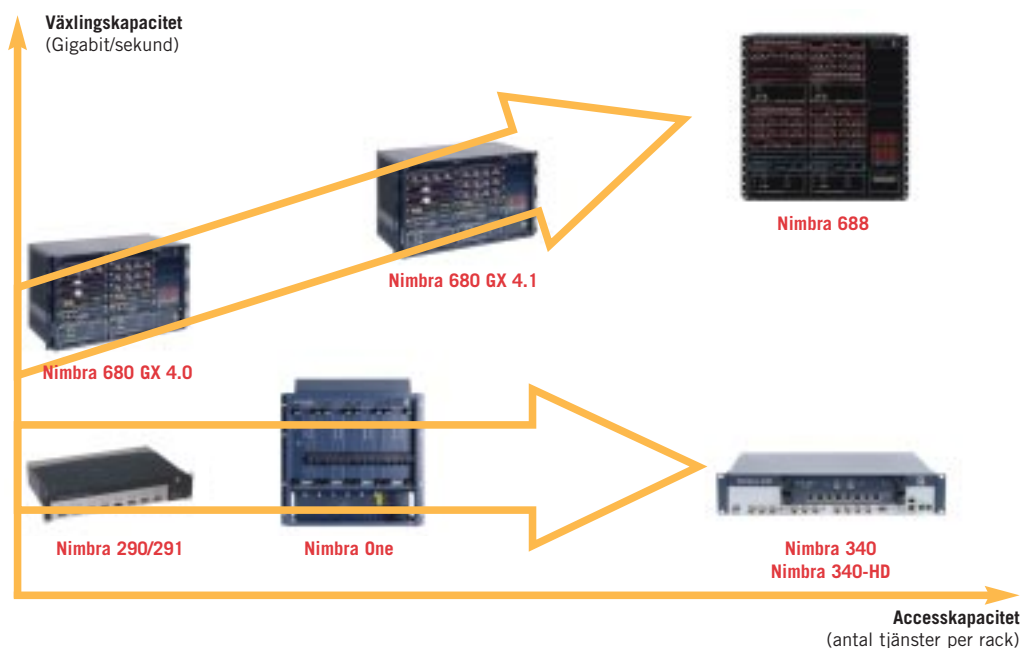 Växlingskapacitet
(Gigabit/sekund)
Nimbra 688
Nimbra 680 GX 4.1
Nimbra 680 GX 4.0
Nimbra 290/291
Nimbra One
Nimbra 340
Nimbra 340-HD
Accesskapacitet
(antal tjänster per rack)